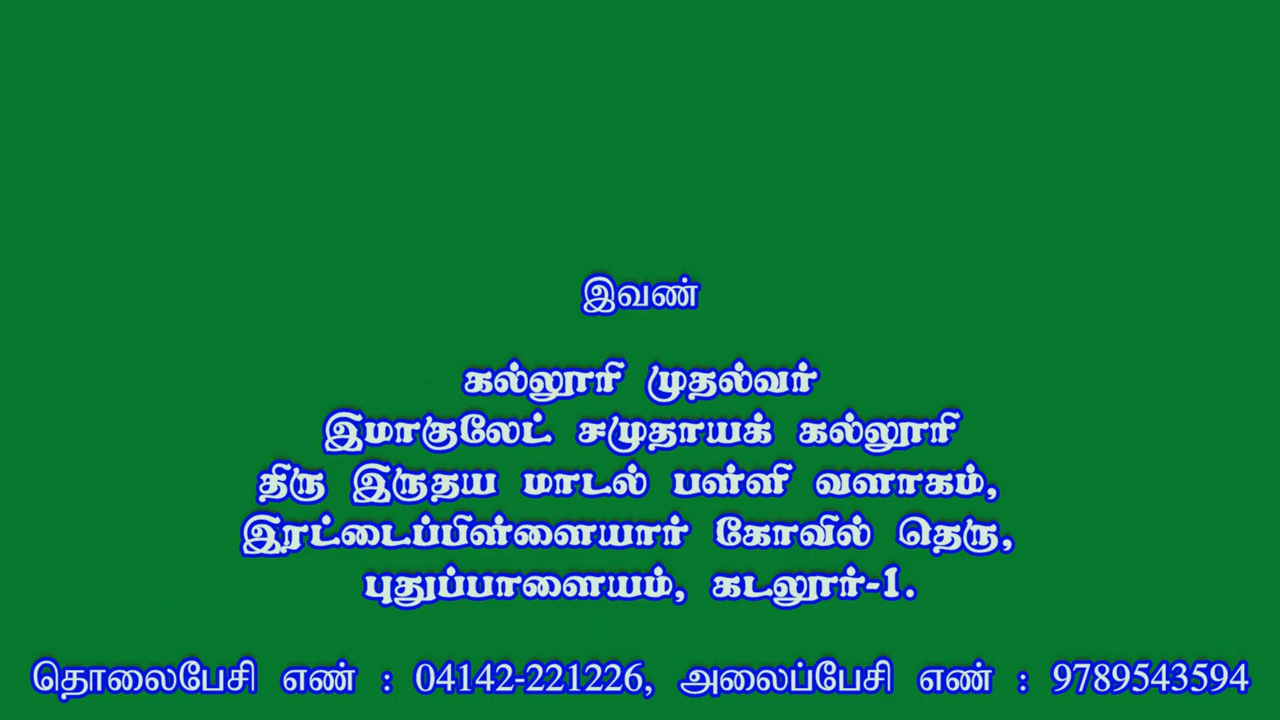 இவண்
கல்லூரி முதல்வர்
இமாகுலேட் சமுதாயக் கல்லூரி
திரு இருதய மாடல் பள்ளி வளாகம்,
இரட்டைப்பிள்ளையார் கோவில் தெரு,
புதுப்பாளையம், கடலூர்-1.
தொலைபேசி எண் : 04142-221226, அலைப்பேசி எண் : 9789543594